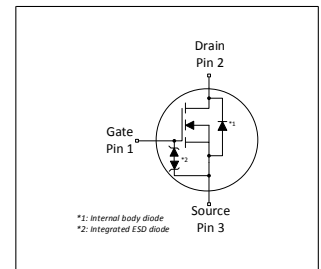 Drain
Pin 2
*1
Gate
Pin 1
*2
Source
Pin 3
*1: Internal body diode
*2: Integrated ESD diode